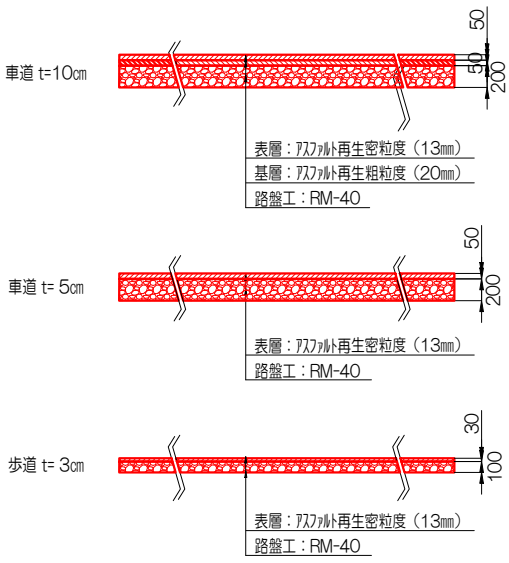 車道 t=10㎝
50
50
200
表層：ｱｽﾌｧﾙﾄ再生密粒度（13㎜）
基層：ｱｽﾌｧﾙﾄ再生粗粒度（20㎜）
路盤工：RM-40
車道 t= 5㎝
50
200
表層：ｱｽﾌｧﾙﾄ再生密粒度（13㎜）
路盤工：RM-40
歩道 t= 3㎝
30
100
表層：ｱｽﾌｧﾙﾄ再生密粒度（13㎜）
路盤工：RM-40